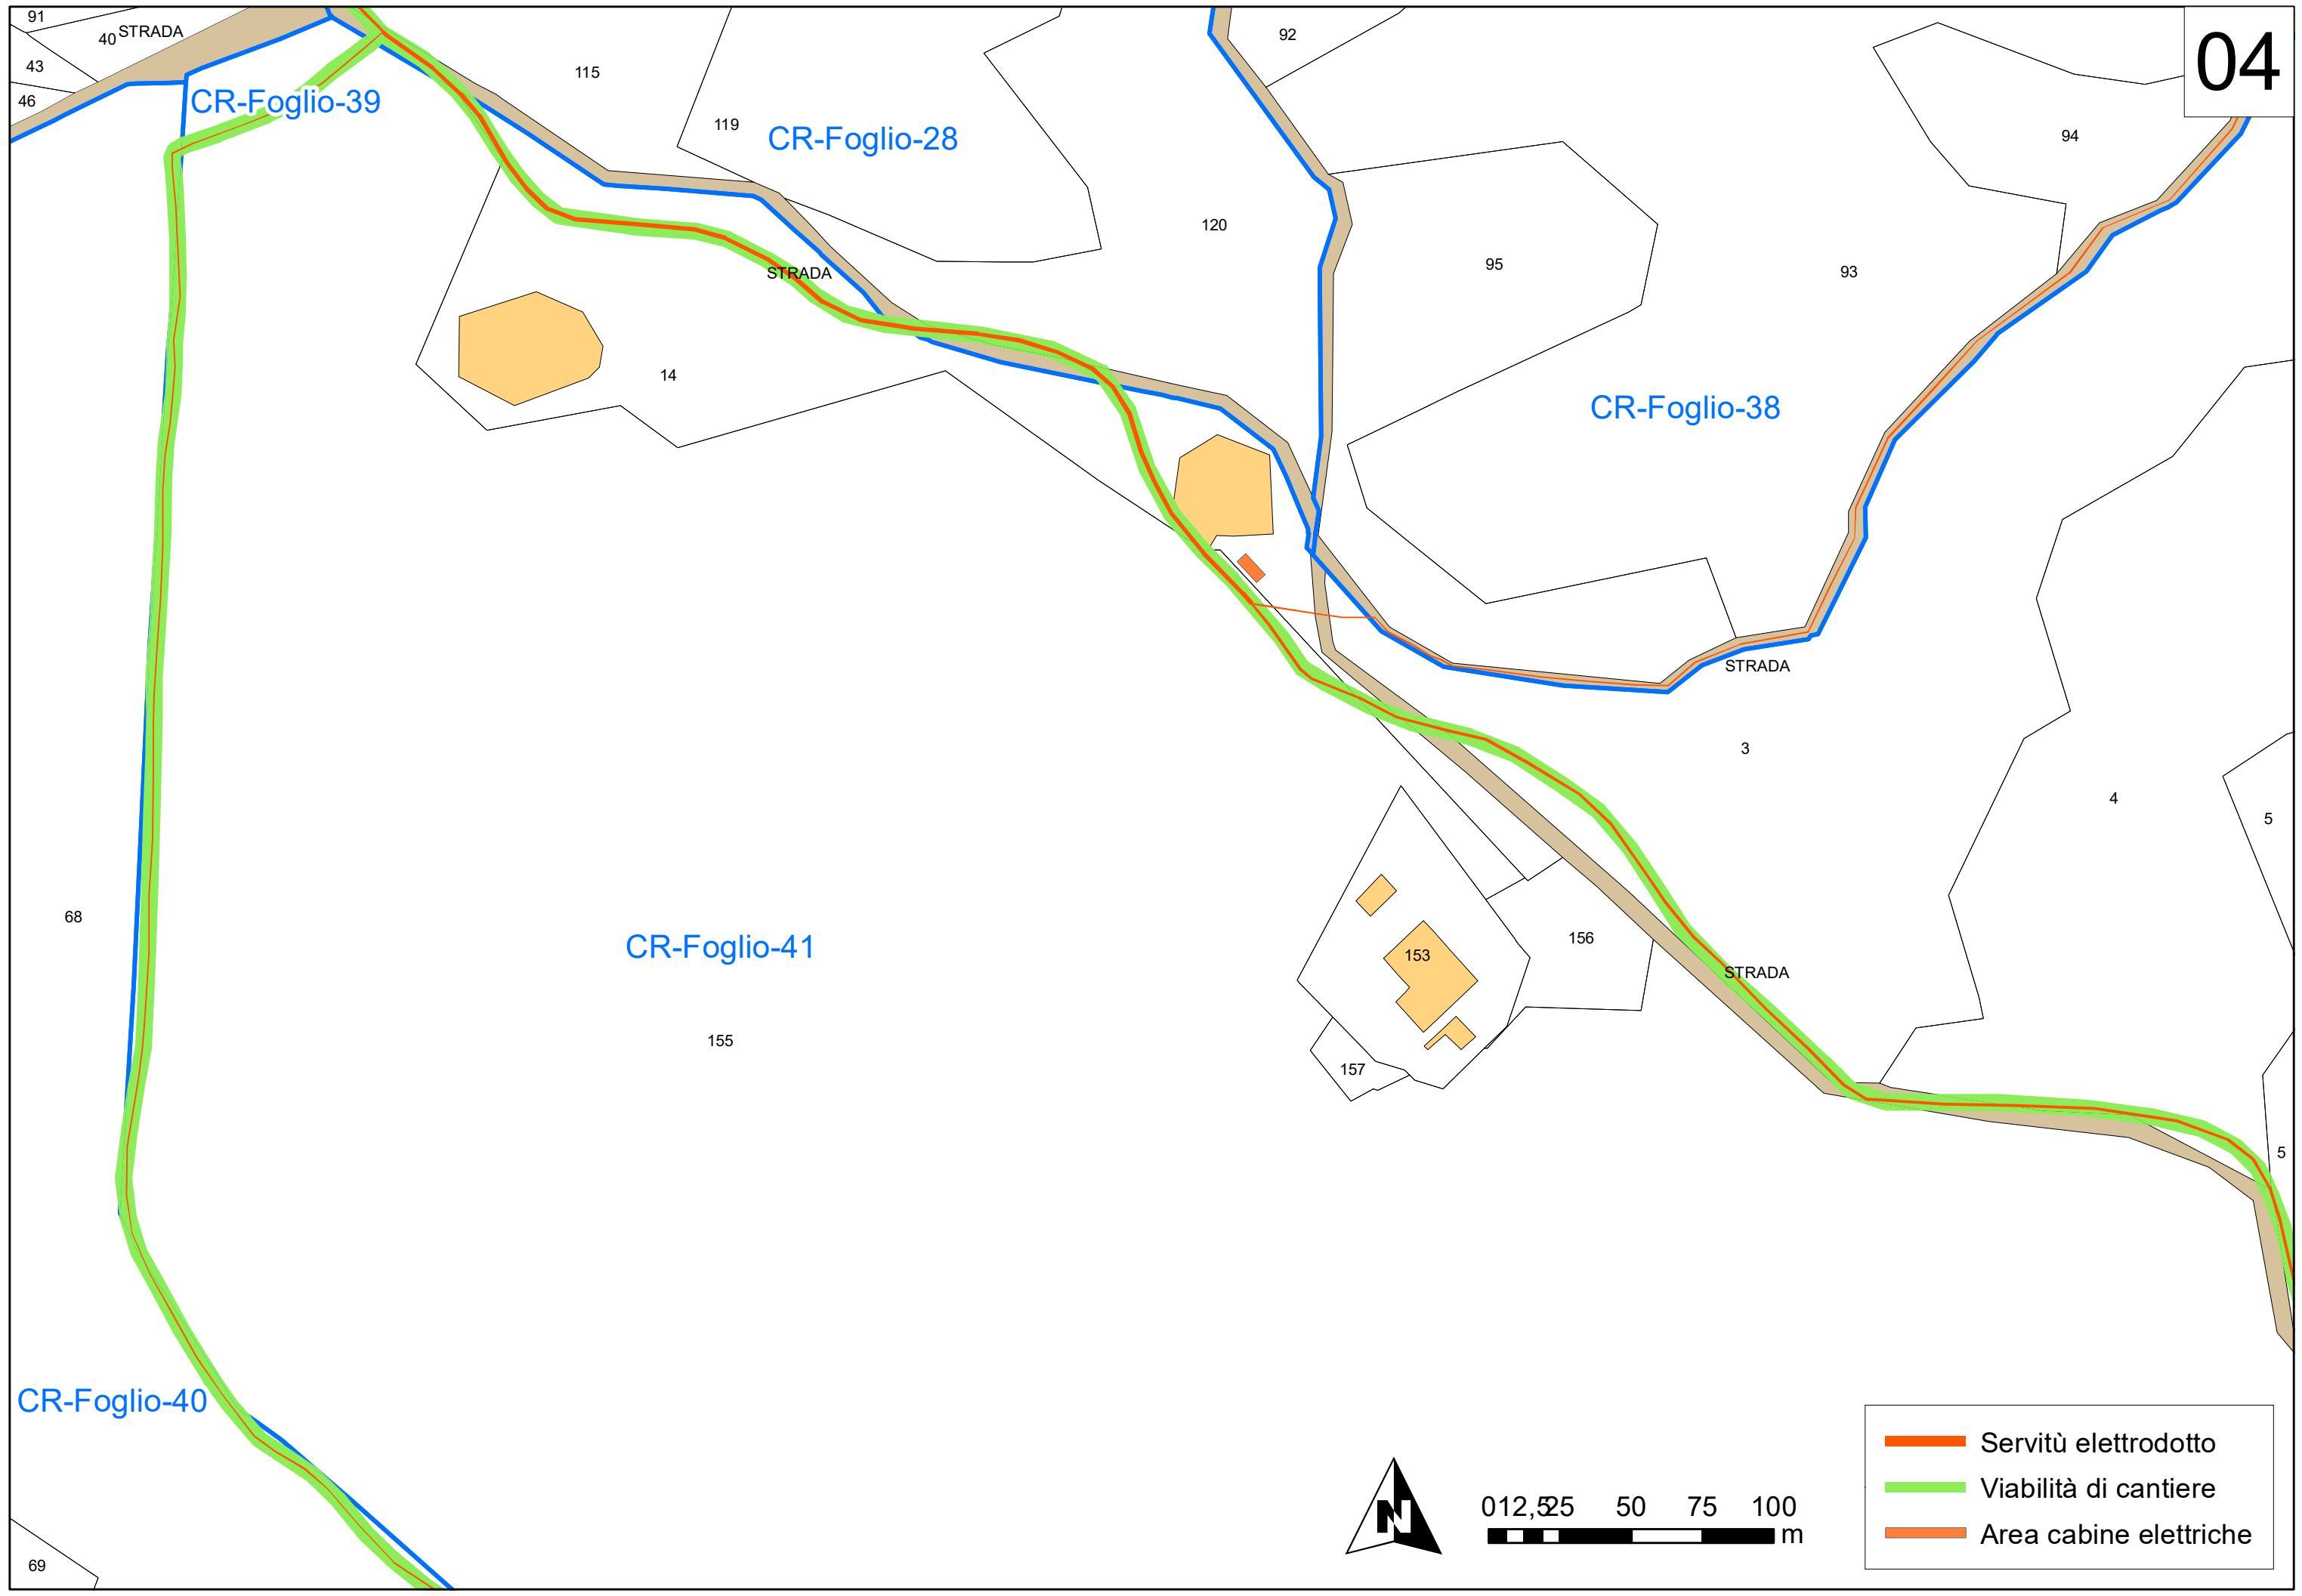 91
STRADA
40
92
04
43
115
46
CR-Foglio-39
119
CR-Foglio-28
94
120
95
93
STRADA
14
CR-Foglio-38
STRADA
3
4
5
68
CR-Foglio-41
153
156
STRADA
155
157
5
CR-Foglio-40
69
N
0 12,5 25 50 75 100
m
Servitù elettrodotto
Viabilità di cantiere
Area cabine elettriche